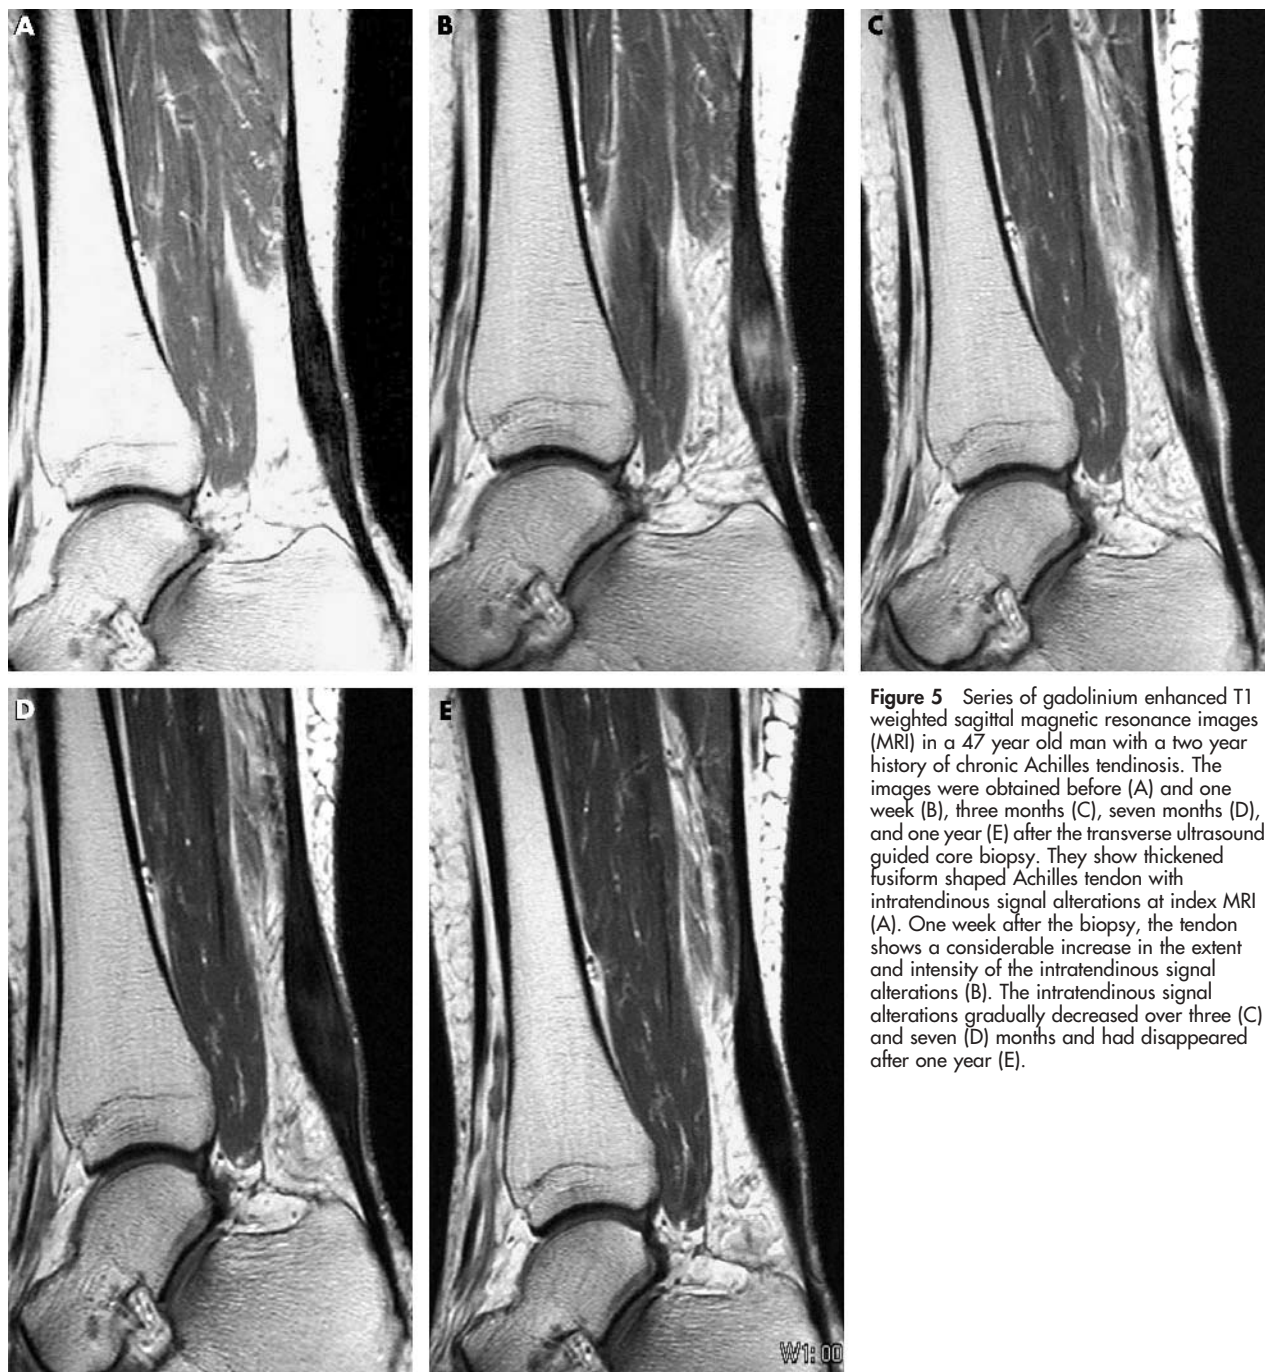 A
B
C
Figure 5 Series of gadolinium enhanced T1
weighted sagittal magnetic resonance images
(MRI) in a 47 year old man with a two year
history of chronic Achilles tendinosis. The
images were obtained before (A) and one
week (B), three months (C), seven months (D),
and one year (E) after the transverse ultrasound
guided core biopsy. They show thickened
fusiform shaped Achilles tendon with
intratendinous signal alterations at index MRI
(A). One week after the biopsy, the tendon
shows a considerable increase in the extent
and intensity of the intratendinous signal
alterations (B). The intratendinous signal
alterations gradually decreased over three (C)
and seven (D) months and had disappeared
after one year (E).
D
E
W1: 00